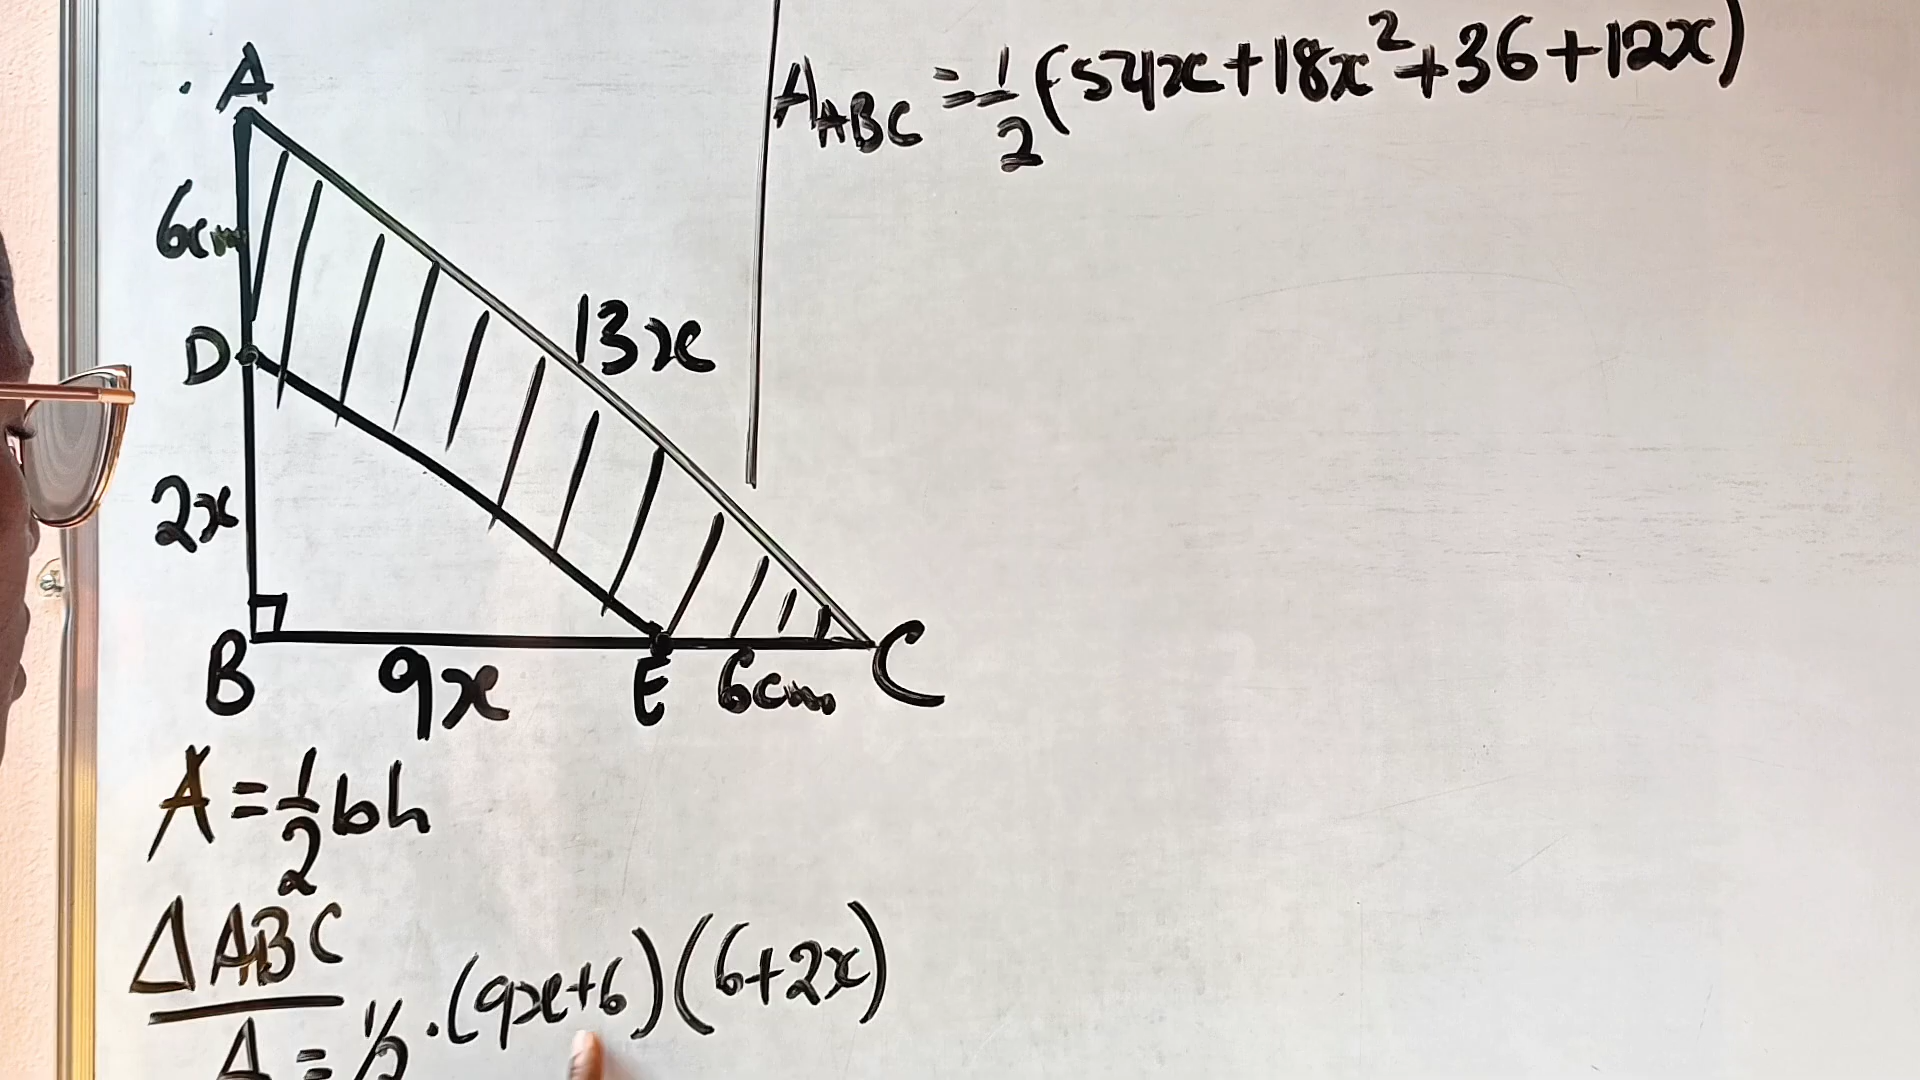 A
6cm
D
13x
2x
B
9x
E
6cm
C
A = 1/2 bh
ΔABC
A = 1/2 .(9x+6)(6+2x)
A_ABC = 1/2 (54x+18x²+36+12x)